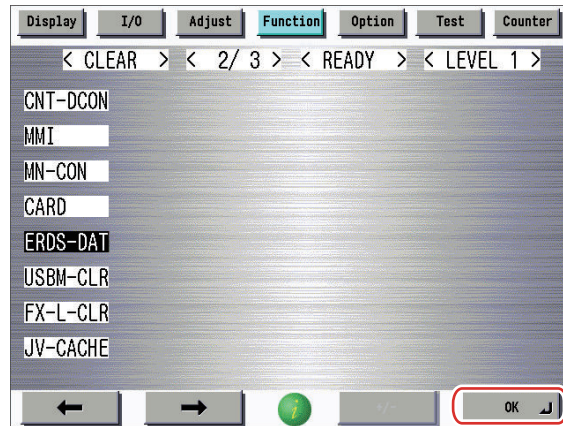 Display I/O Adjust Function Option Test Counter
< CLEAR > < 2/ 3 > < READY > < LEVEL 1 >
CNT-DCON
MMI
MN-CON
CARD
ERDS-DAT
USBM-CLR
FX-L-CLR
JV-CACHE
← → i +/- OK